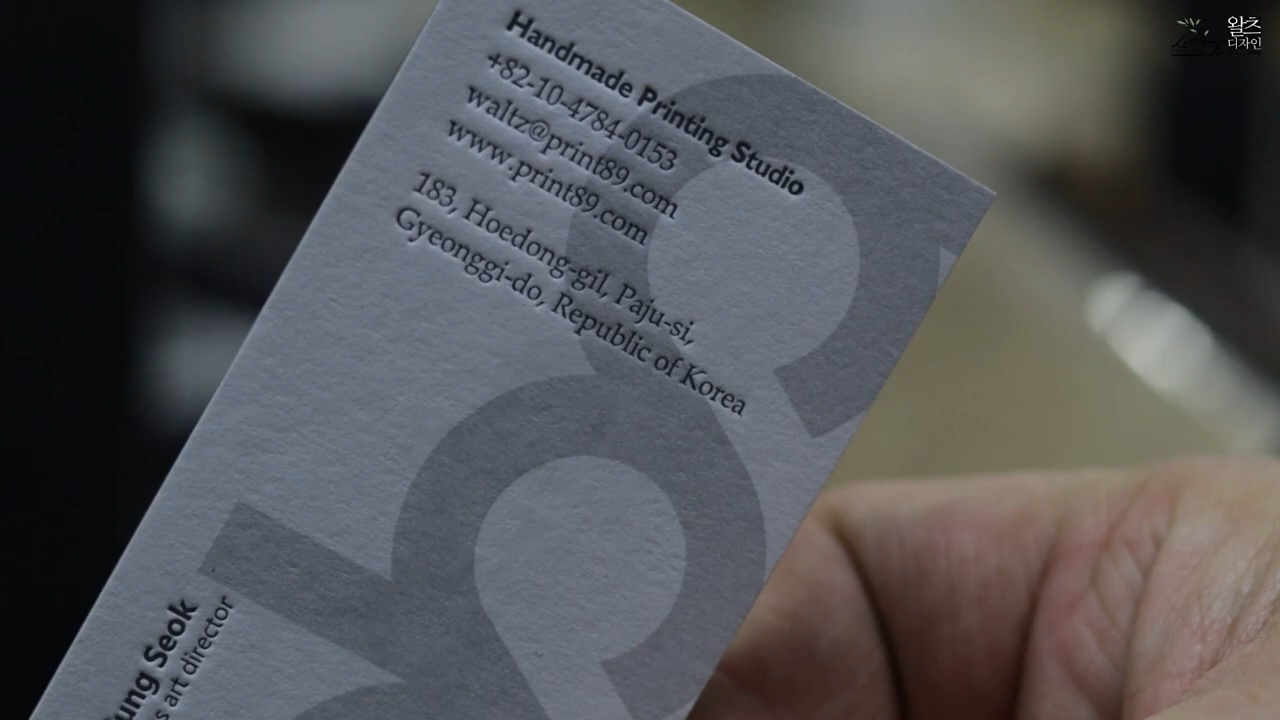 Handmade Printing Studio
+82-10-4784-0153
waltz@print89.com
www.print89.com
183, Hoedong-gil, Paju-si,
Gyeonggi-do, Republic of Korea
Seok
art director
왈츠
디자인